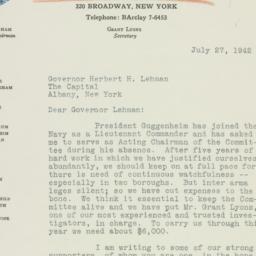 320 BROADWAY, NEW YORK
Telephone: BArclay 7-6453
GRANT LYONS
Secretary
July 27, 1942
Governor Herbert H. Lehman
The Capital
Albany, New York
Dear Governor Lehman:
President Guggenheim has joined the
Navy as a Lieutenant Commander and has asked
me to serve as Acting Chairman of the Commit-
tee during his absence. After five years of
hard work in which we have justified ourselves
abundantly, we should keep on at full pace for
there is need of continuous watchfulness --
especially in two boroughs. But inter arma
leges silent; so we have cut expenses to the
bone. We think it essential to keep the Com-
mittee alive and we have put Mr. Grant Lyons,
one of our most experienced and trusted inves-
tigators, in charge. To carry us through this
year we need about $6,000.
I am writing to some of our strong